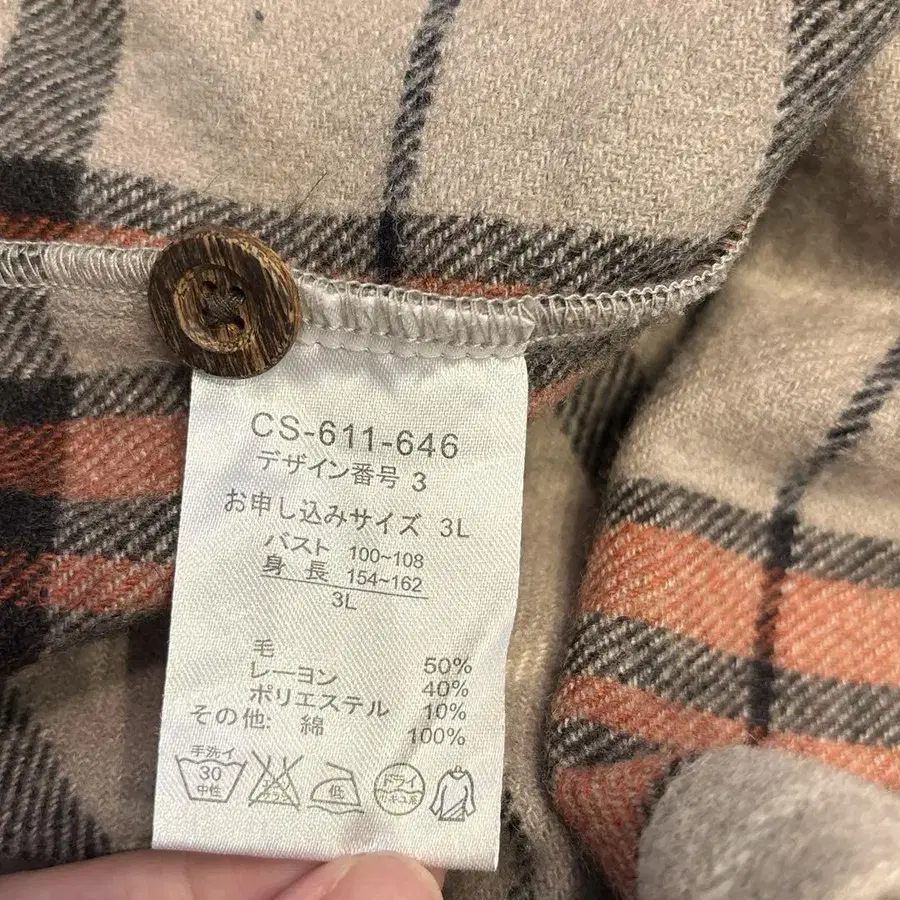 CS-611-646
デザイン番号 3
お申し込みサイズ 3L
バスト 100~108
身長 154~162
3L
毛 50%
レーヨン 40%
ポリエステル 10%
その他: 綿 100%
手洗イ
30
中性
低
ドライ